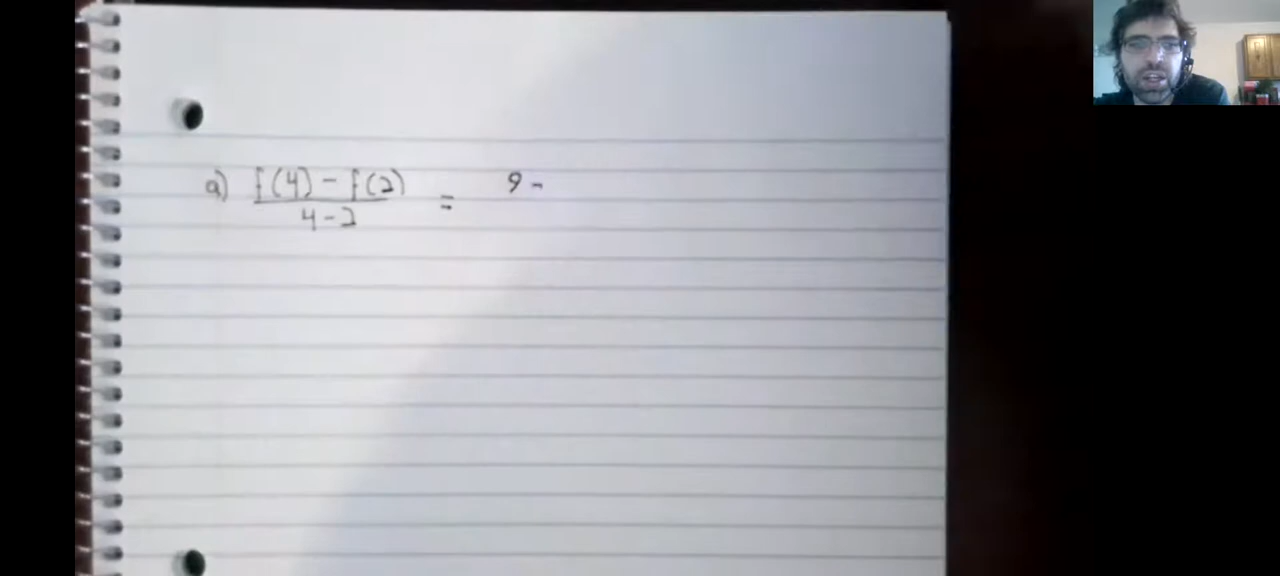 a) f(4) - f(2) / 4-2 = 9 -